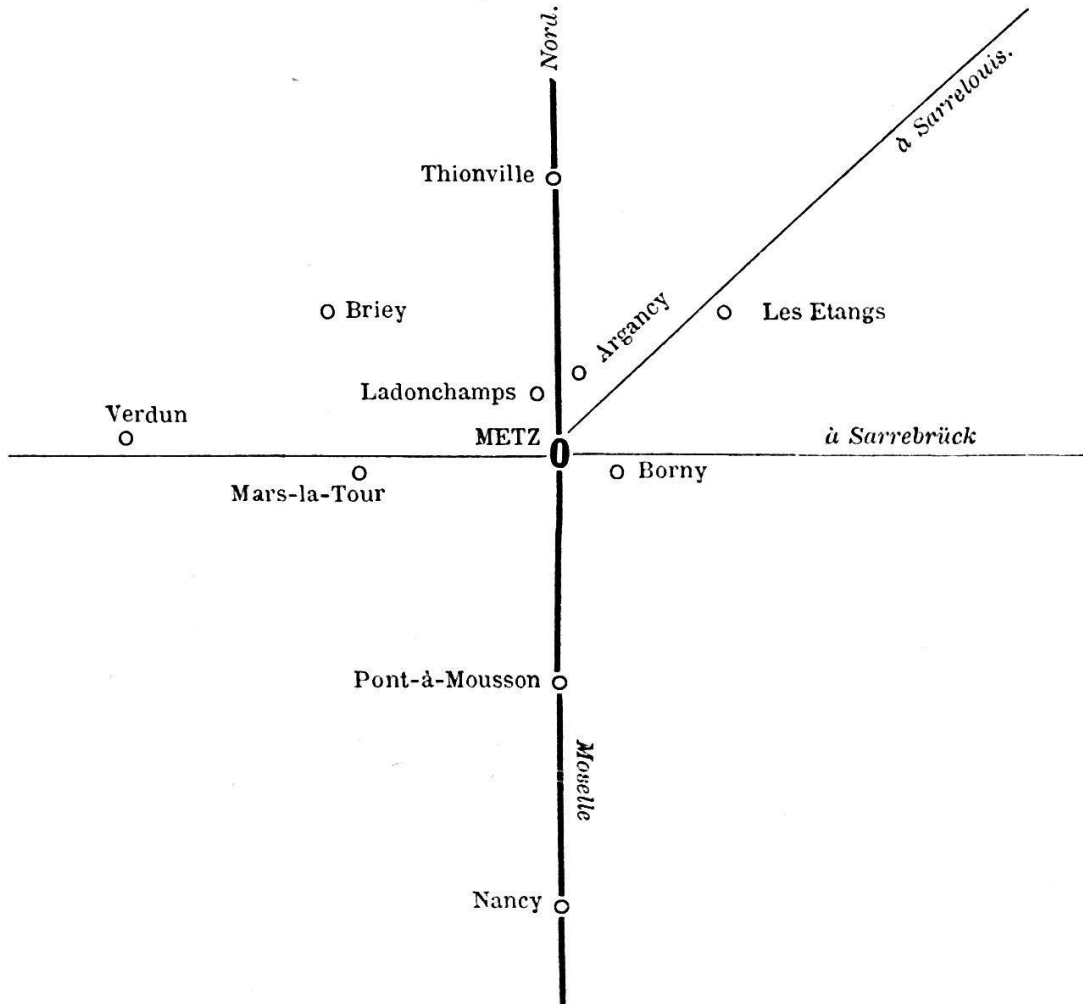 Nord.
à Sarrelouis.
Thionville
Briey
Argancy
Les Etangs
Ladonchamps
Verdun
METZ
à Sarrebrück
Mars-la-Tour
Borny
Pont-à-Mousson
Moselle
Nancy